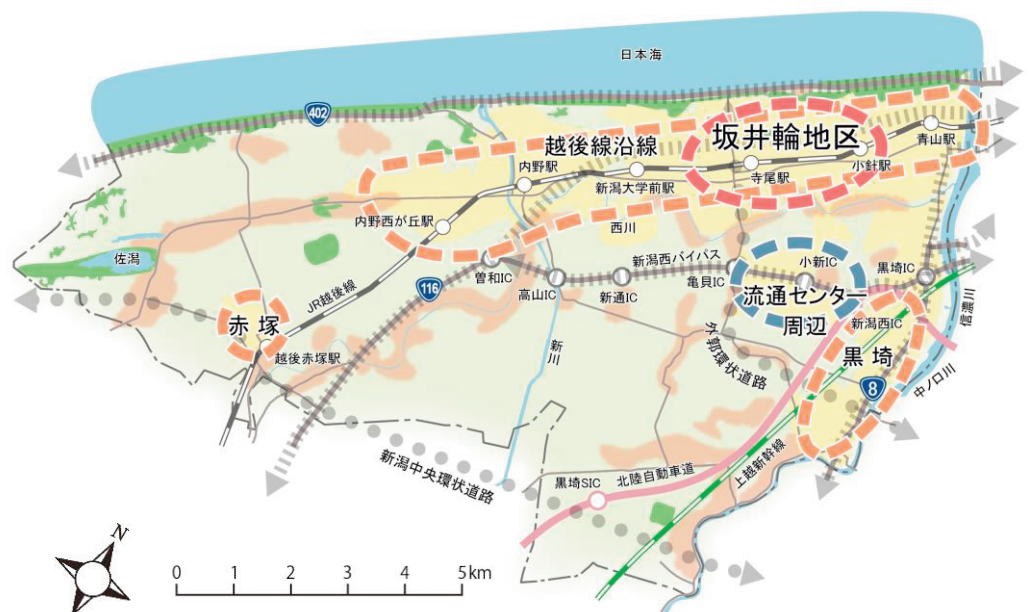 日本海
402
坂井輪地区
越後線沿線
青山駅
小針駅
内野駅
寺尾駅
新潟大学前駅
内野西が丘駅
西川
佐潟
新潟西バイパス
小新IC
曽和IC
亀貝IC
黒埼IC
高山IC
新通IC
116
JR越後線
流通センター
周辺
信濃川
赤塚
新潟西IC
越後赤塚駅
新川
外郭環状道路
黒埼
8
中ノ口川
新潟中央環状道路
上越新幹線
北陸自動車道
黒埼SIC
N
0 1 2 3 4 5km